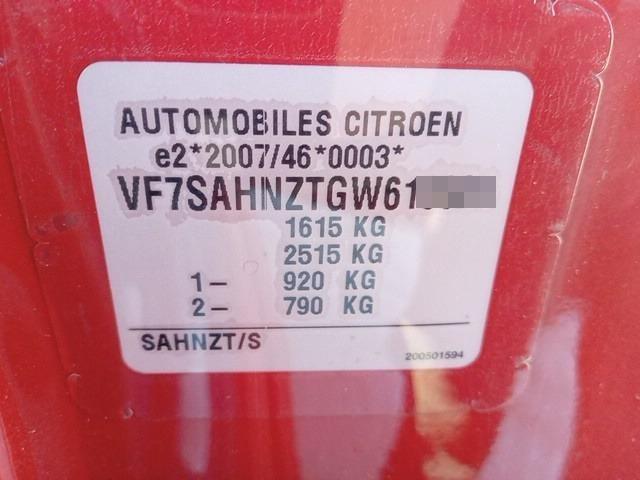 AUTOMOBILES CITROEN
e2*2007/46*0003*
VF7SAHNZTGW61
1615 KG
2515 KG
1– 920 KG
2– 790 KG
SAHNZT/S
200501594